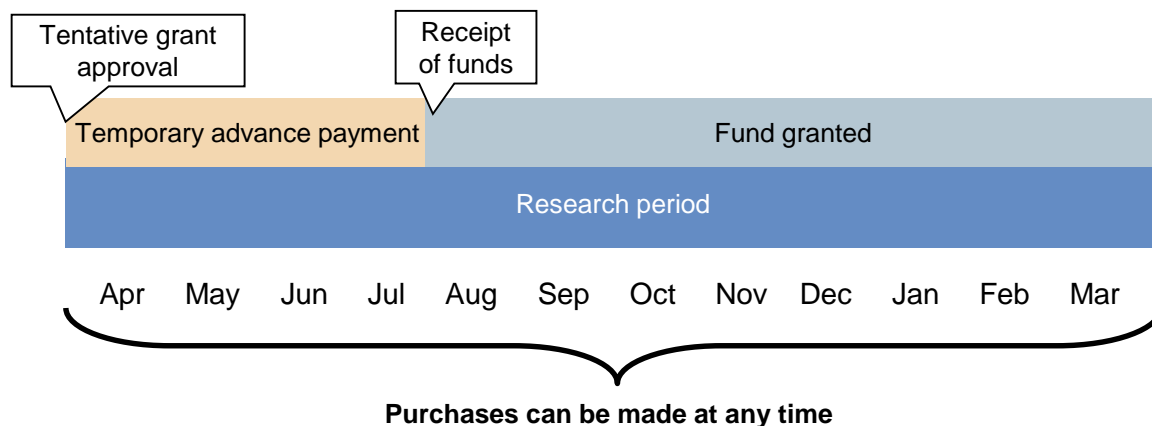 Tentative grant
approval
Receipt
of funds
Temporary advance payment
Fund granted
Research period
Apr May Jun Jul Aug Sep Oct Nov Dec Jan Feb Mar
Purchases can be made at any time